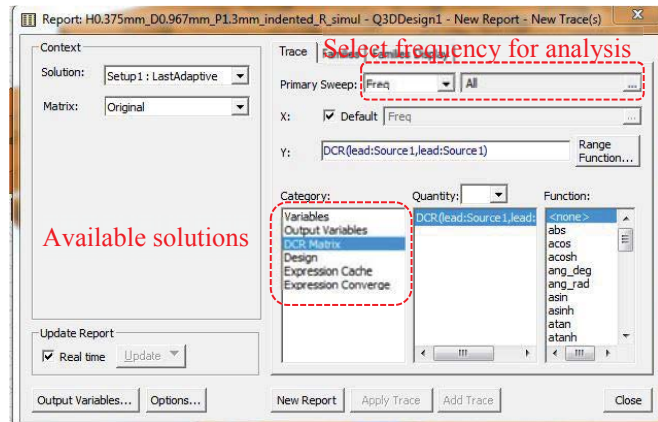 Report: H0.375mm_D0.967mm_P1.3mm_indented_R_simul - Q3DDesign1 - New Report - New Trace(s)
Context
Solution: Setup1 : LastAdaptive
Matrix: Original
Available solutions
Update Report
Real time Update
Output Variables... Options...
Trace Families Families Display
Select frequency for analysis
Primary Sweep: Freq All ...
X: Default Freq ...
Y: DCR(lead:Source1,lead:Source1) Range Function...
Category: Quantity: Function:
Variables
Output Variables
DCR Matrix
Design
Expression Cache
Expression Converge
DCR(lead:Source1,lead:
<none>
abs
acos
acosh
ang_deg
ang_rad
asin
asinh
atan
atanh
New Report Apply Trace Add Trace Close